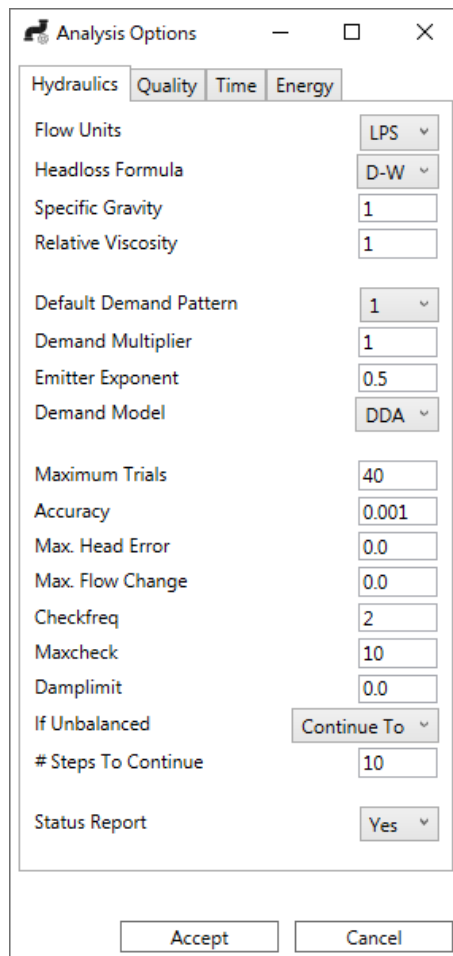 Analysis Options
Hydraulics Quality Time Energy
Flow Units LPS
Headloss Formula D-W
Specific Gravity 1
Relative Viscosity 1
Default Demand Pattern 1
Demand Multiplier 1
Emitter Exponent 0.5
Demand Model DDA
Maximum Trials 40
Accuracy 0.001
Max. Head Error 0.0
Max. Flow Change 0.0
Checkfreq 2
Maxcheck 10
Damplimit 0.0
If Unbalanced Continue To
# Steps To Continue 10
Status Report Yes
Accept Cancel